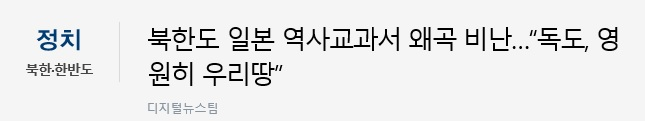 정치
북한·한반도
북한도 일본 역사교과서 왜곡 비난…“독도, 영
원히 우리땅”
디지털뉴스팀